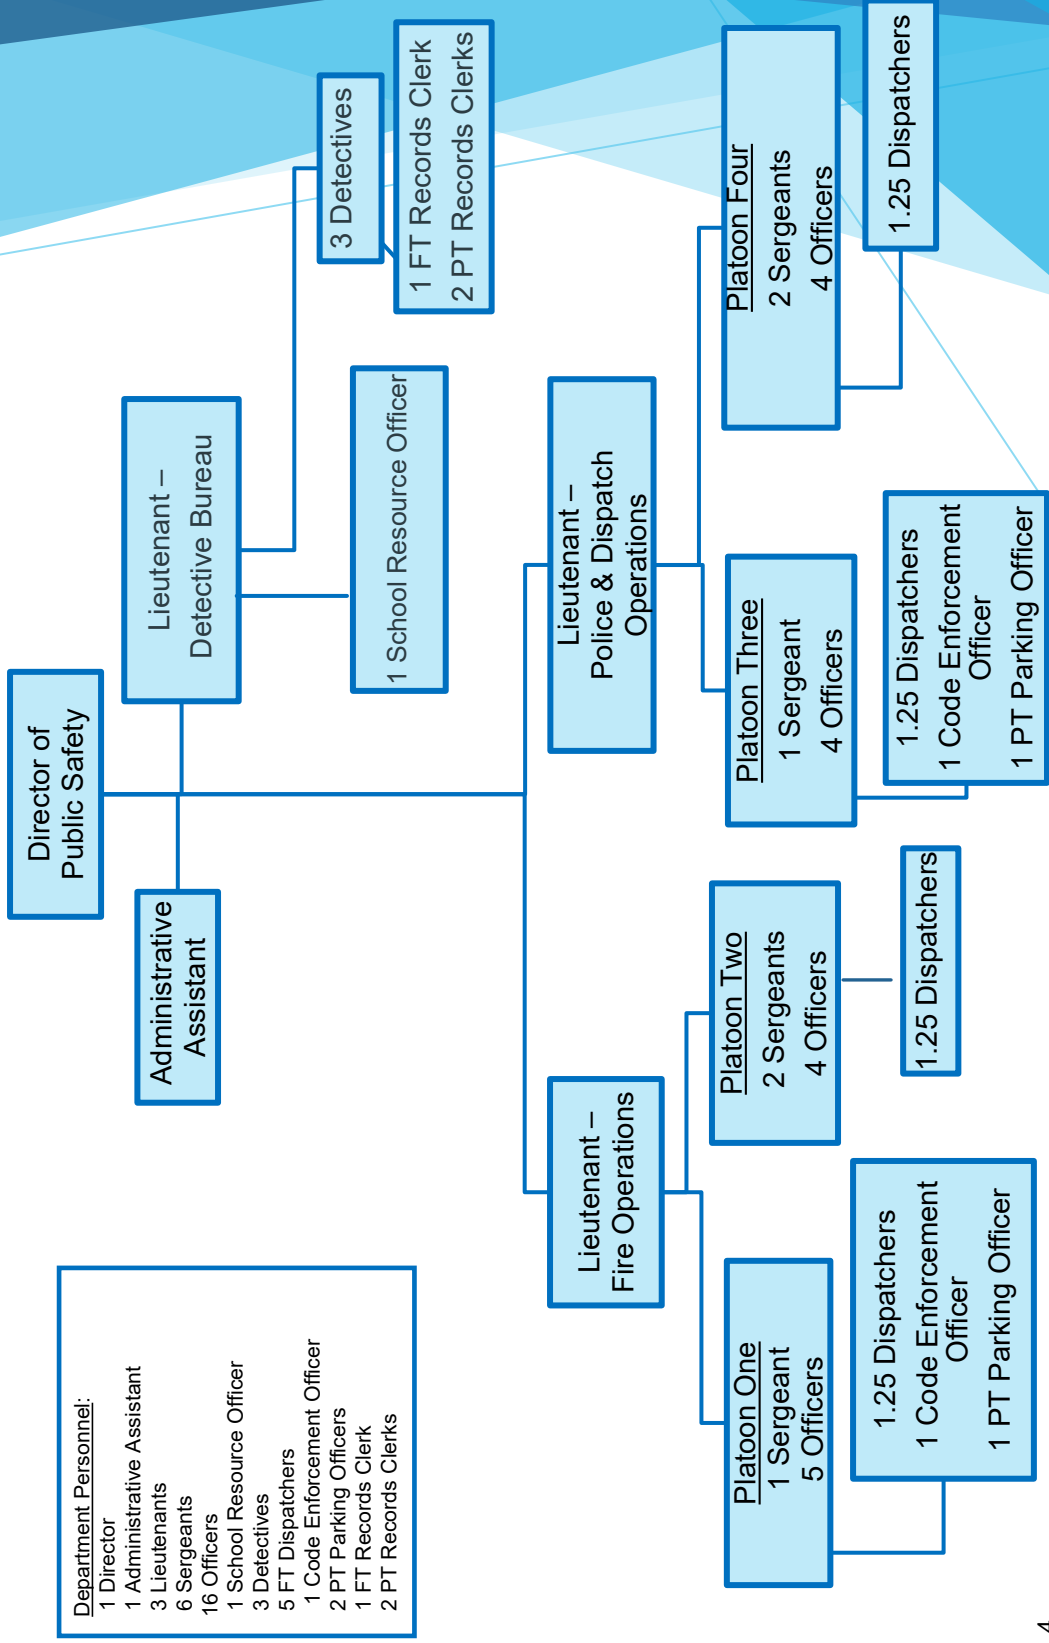 Director of
Public Safety
Administrative
Assistant
Lieutenant –
Detective Bureau
1 School Resource Officer
3 Detectives
1 FT Records Clerk
2 PT Records Clerks
Department Personnel:
1 Director
1 Administrative Assistant
3 Lieutenants
6 Sergeants
16 Officers
1 School Resource Officer
3 Detectives
5 FT Dispatchers
1 Code Enforcement Officer
2 PT Parking Officers
1 FT Records Clerk
2 PT Records Clerks
Lieutenant –
Fire Operations
Lieutenant –
Police & Dispatch
Operations
Platoon One
1 Sergeant
5 Officers
Platoon Two
2 Sergeants
4 Officers
Platoon Three
1 Sergeant
4 Officers
Platoon Four
2 Sergeants
4 Officers
1.25 Dispatchers
1 Code Enforcement
Officer
1 PT Parking Officer
1.25 Dispatchers
1.25 Dispatchers
1 Code Enforcement
Officer
1 PT Parking Officer
1.25 Dispatchers
4